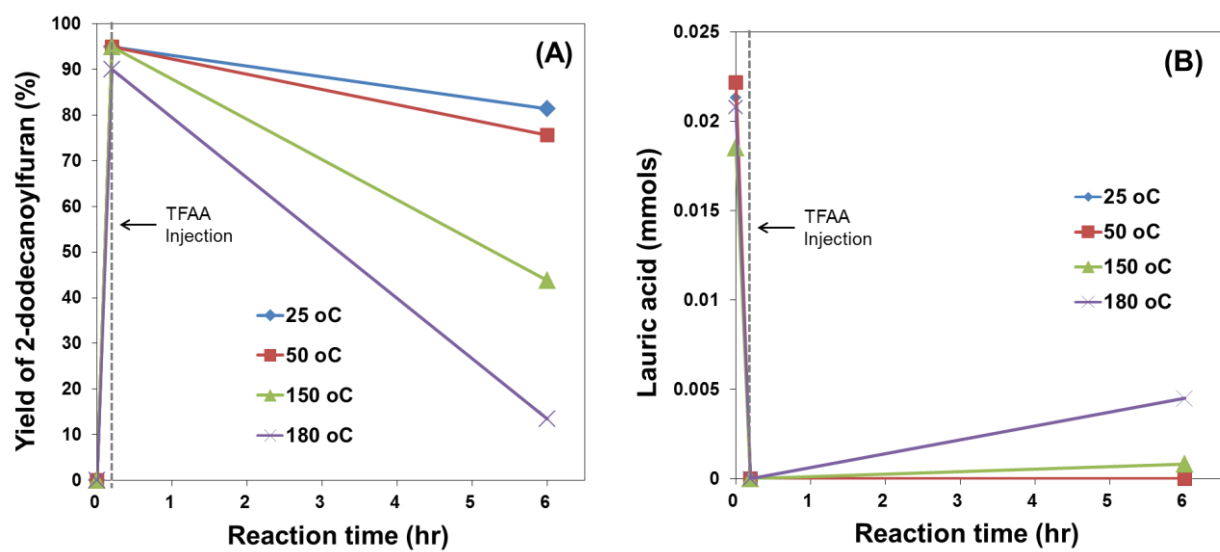 (A)
Yield of 2-dodecanoylfuran (%)
100
90
80
70
60
50
40
30
20
10
0
TFAA
Injection
25 oC
50 oC
150 oC
180 oC
0 1 2 3 4 5 6
Reaction time (hr)
(B)
Lauric acid (mmols)
0.025
0.02
0.015
0.01
0.005
0
TFAA
Injection
25 oC
50 oC
150 oC
180 oC
0 1 2 3 4 5 6
Reaction time (hr)